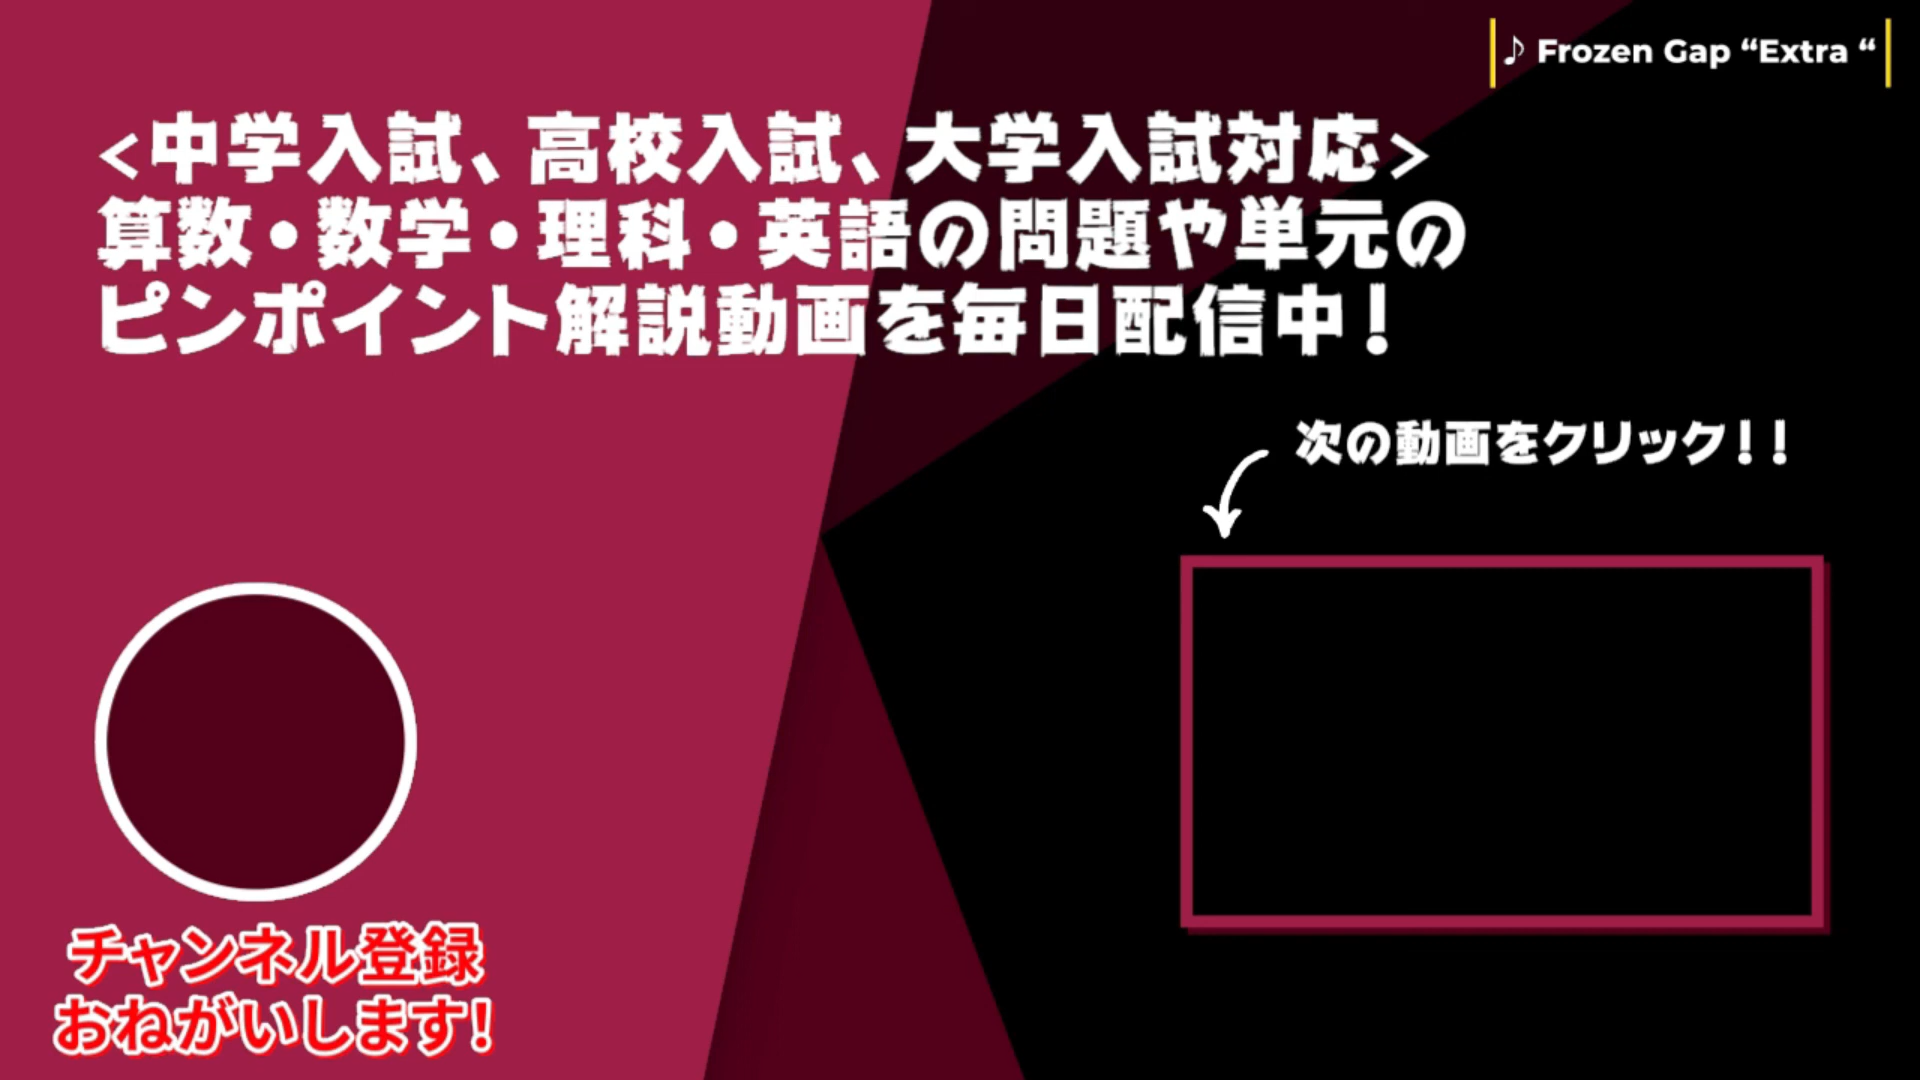 ♪ Frozen Gap “Extra “
<中学入試、高校入試、大学入試対応>
算数・数学・理科・英語の問題や単元の
ピンポイント解説動画を毎日配信中！
次の動画をクリック！！
チャンネル登録
おねがいします！